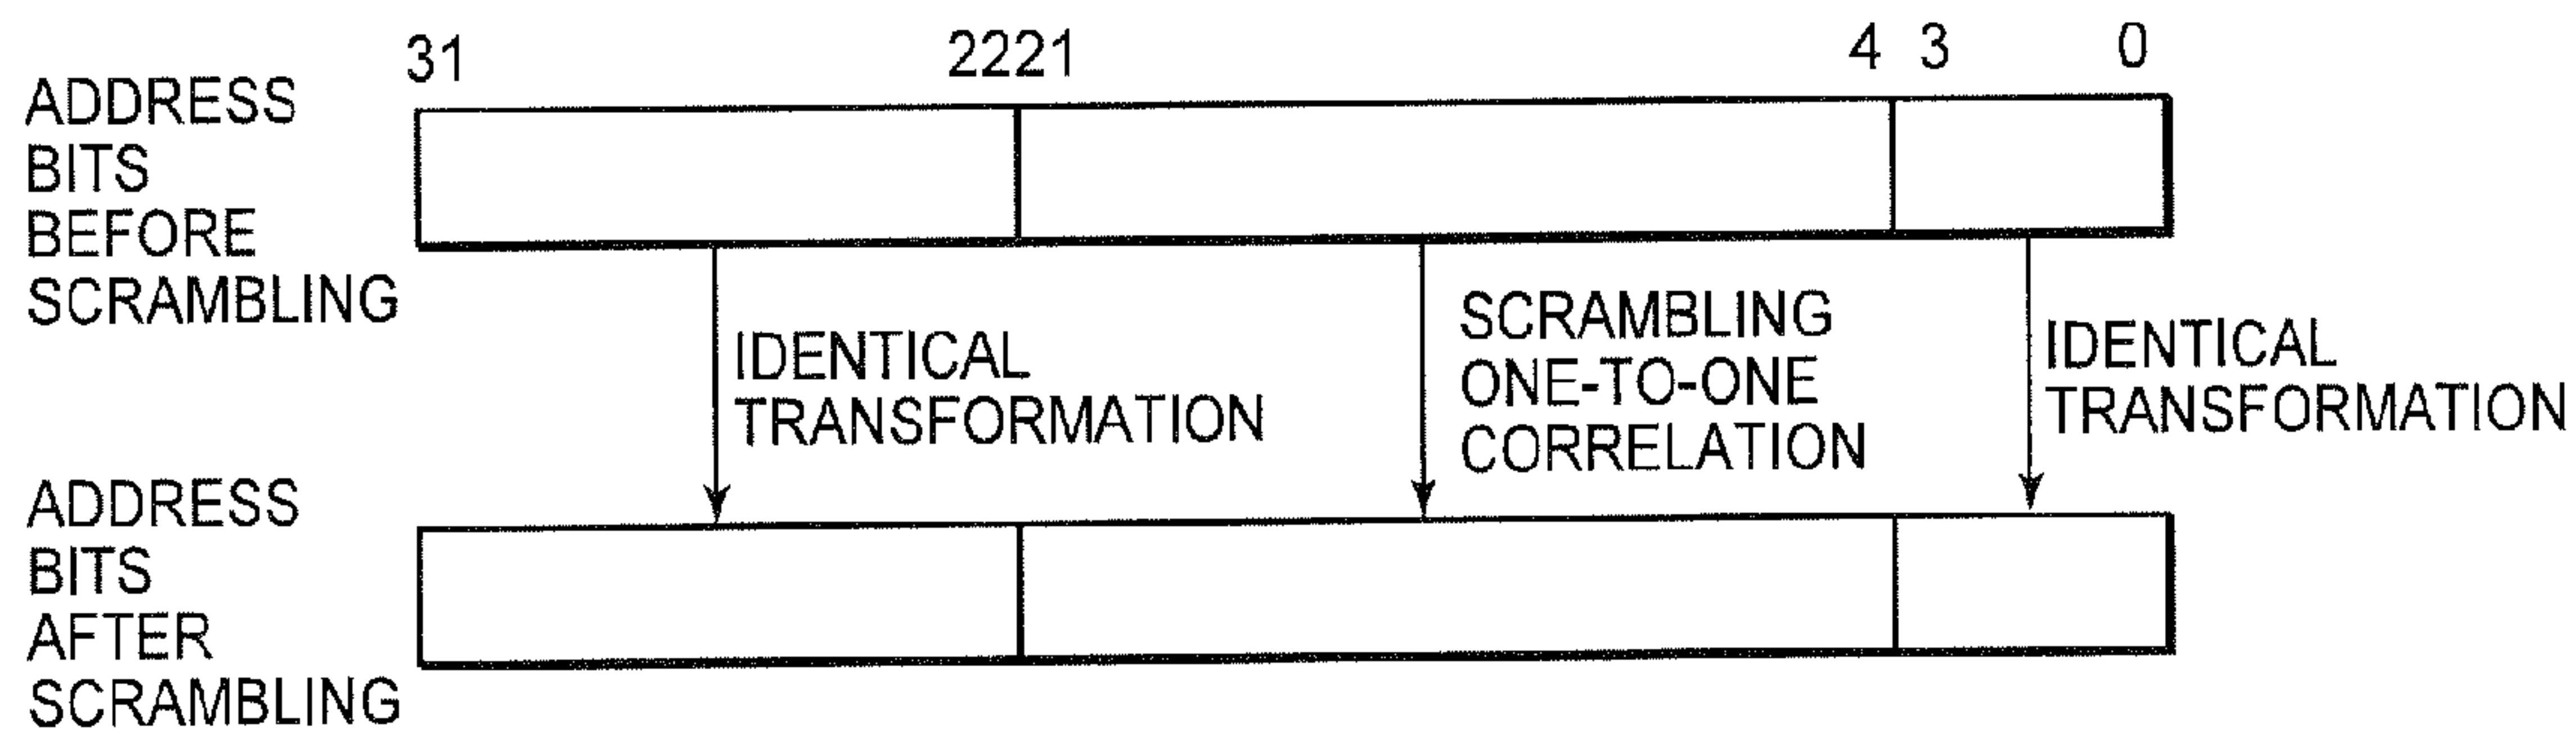 31 2221 4 3 0
ADDRESS
BITS
BEFORE
SCRAMBLING
IDENTICAL
TRANSFORMATION
SCRAMBLING
ONE-TO-ONE
CORRELATION
IDENTICAL
TRANSFORMATION
ADDRESS
BITS
AFTER
SCRAMBLING